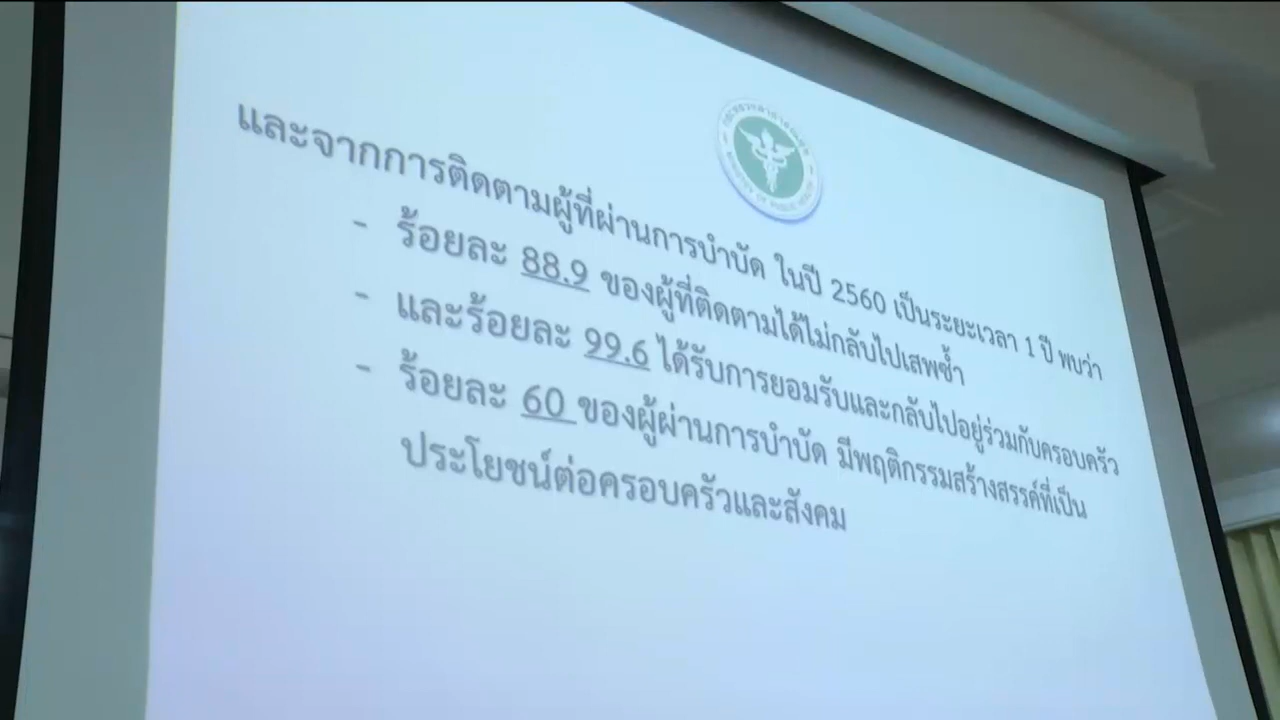 และจากการติดตามผู้ที่ผ่านการบำบัด ในปี 2560 เป็นระยะเวลา 1 ปี พบว่า
- ร้อยละ 88.9 ของผู้ที่ติดตามได้ไม่กลับไปเสพซ้ำ
- และร้อยละ 99.6 ได้รับการยอมรับและกลับไปอยู่ร่วมกับครอบครัว
- ร้อยละ 60 ของผู้ผ่านการบำบัด มีพฤติกรรมสร้างสรรค์ที่เป็น
ประโยชน์ต่อครอบครัวและสังคม